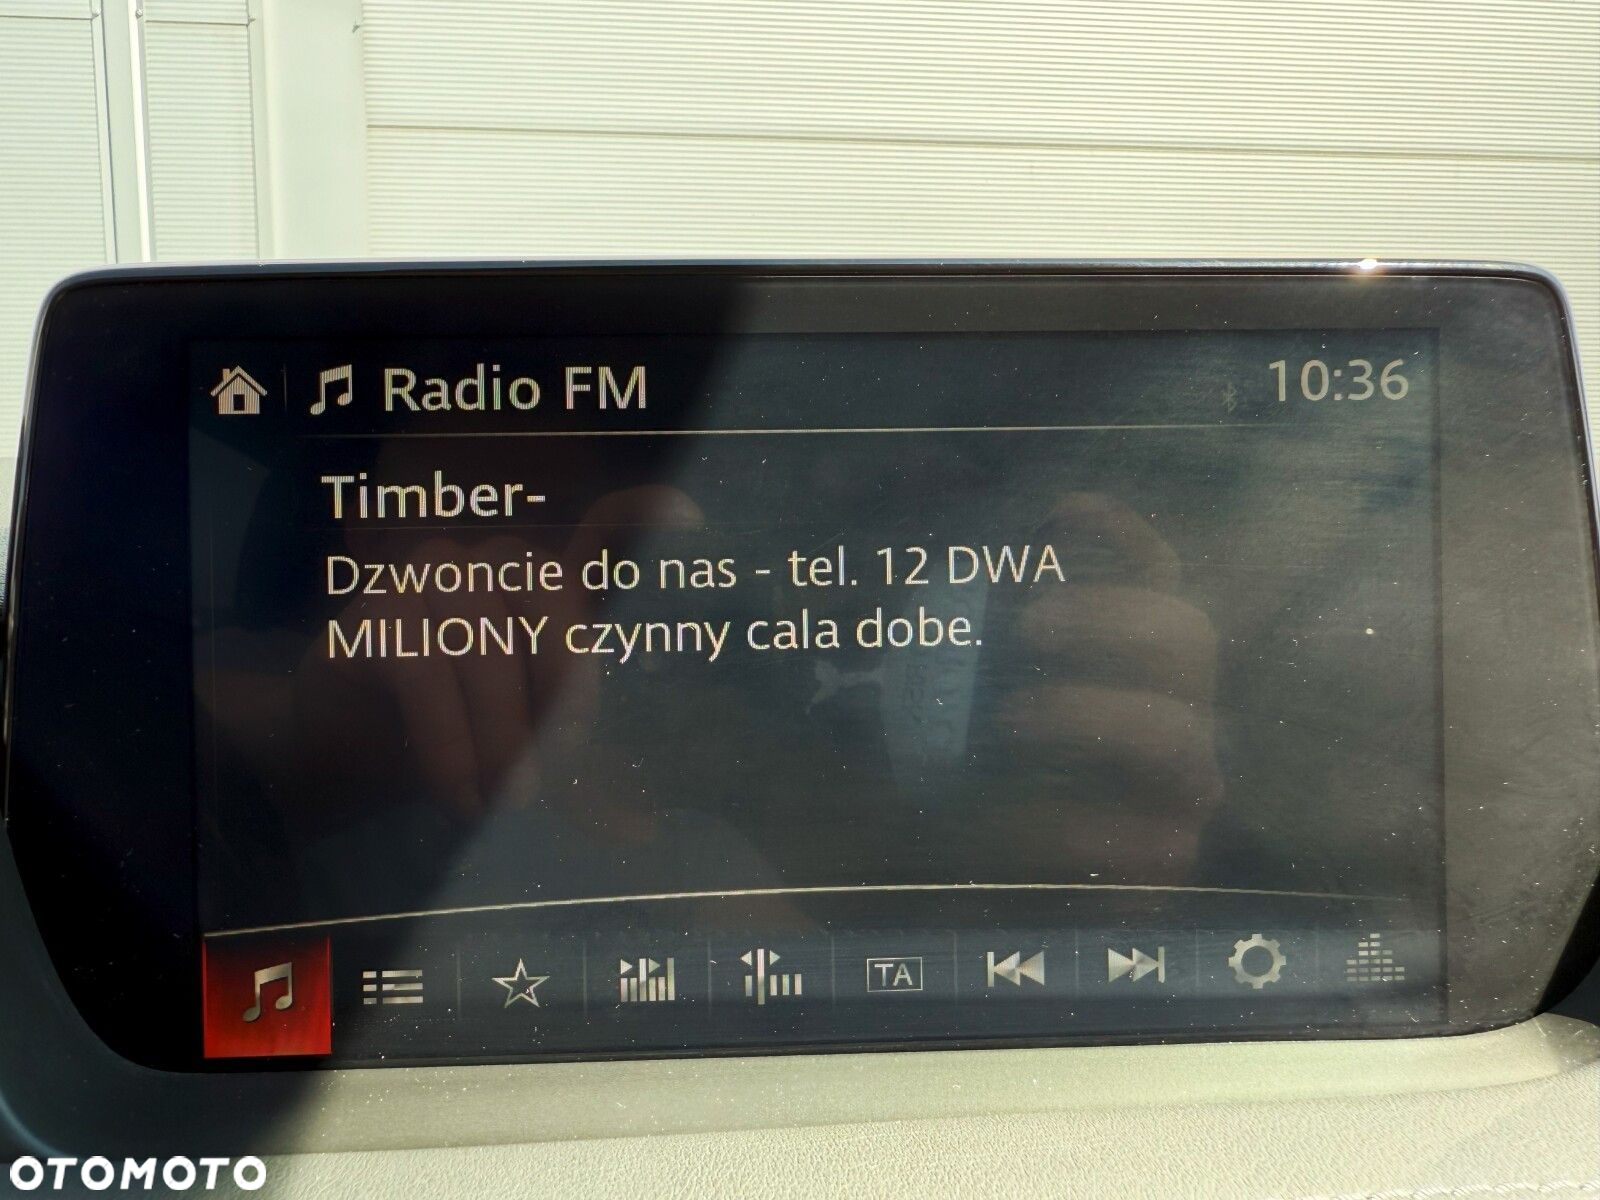 Radio FM
10:36
Timber-
Dzwoncie do nas - tel. 12 DWA
MILIONY czynny cala dobe.
TA
OTOMOTO